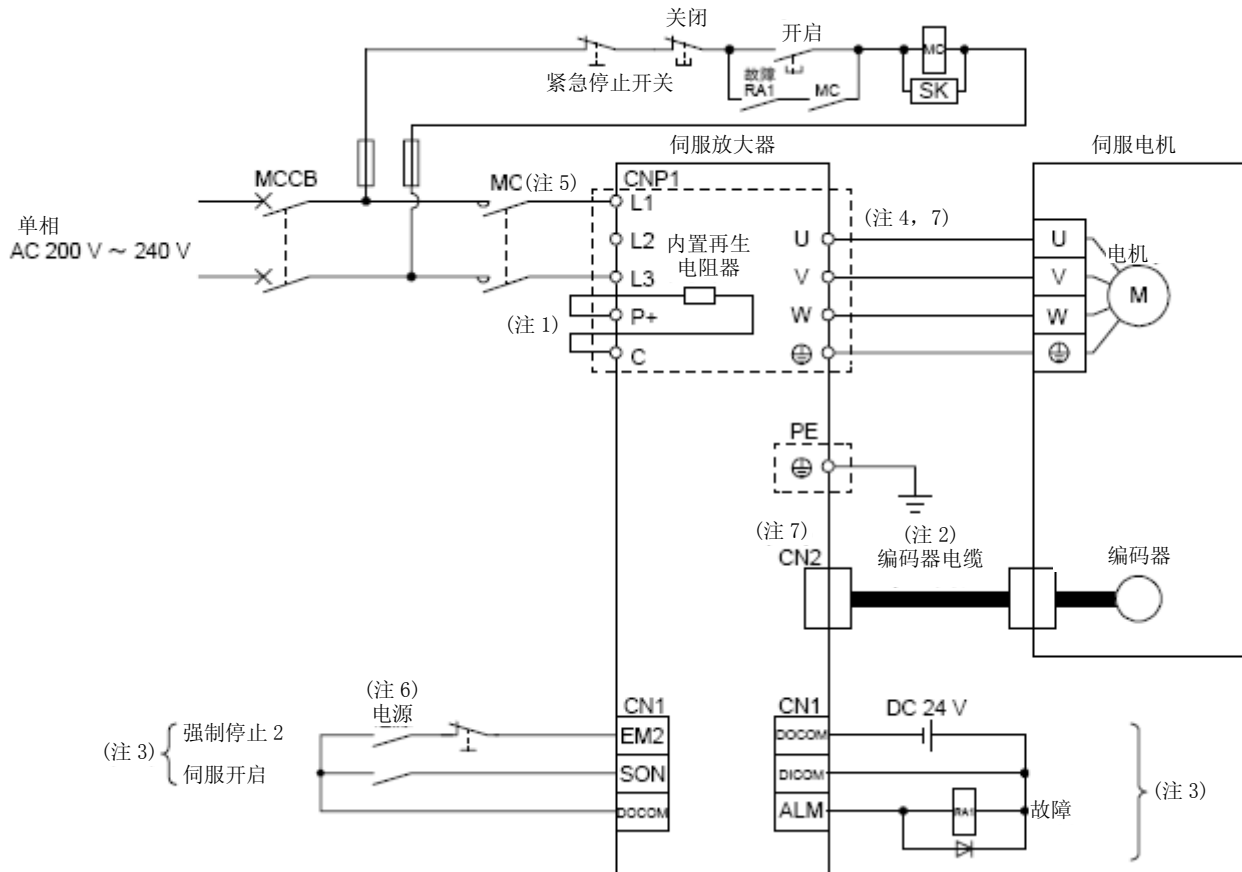 关闭
开启
MC
紧急停止开关
故障
RA1
MC
SK
伺服放大器
伺服电机
MCCB
MC(注 5)
CNP1
L1
单相
AC 200 V ～ 240 V
L2
内置再生
电阻器
U
(注 4，7)
U
电机
L3
V
V
M
(注 1)
P+
W
W
C
PE
(注 7)
CN2
(注 2)
编码器电缆
编码器
(注 6)
电源
CN1
CN1
DC 24 V
(注 3)
强制停止 2
EM2
DOCOM
伺服开启
SON
DICOM
(注 3)
DOCOM
ALM
RA1
故障